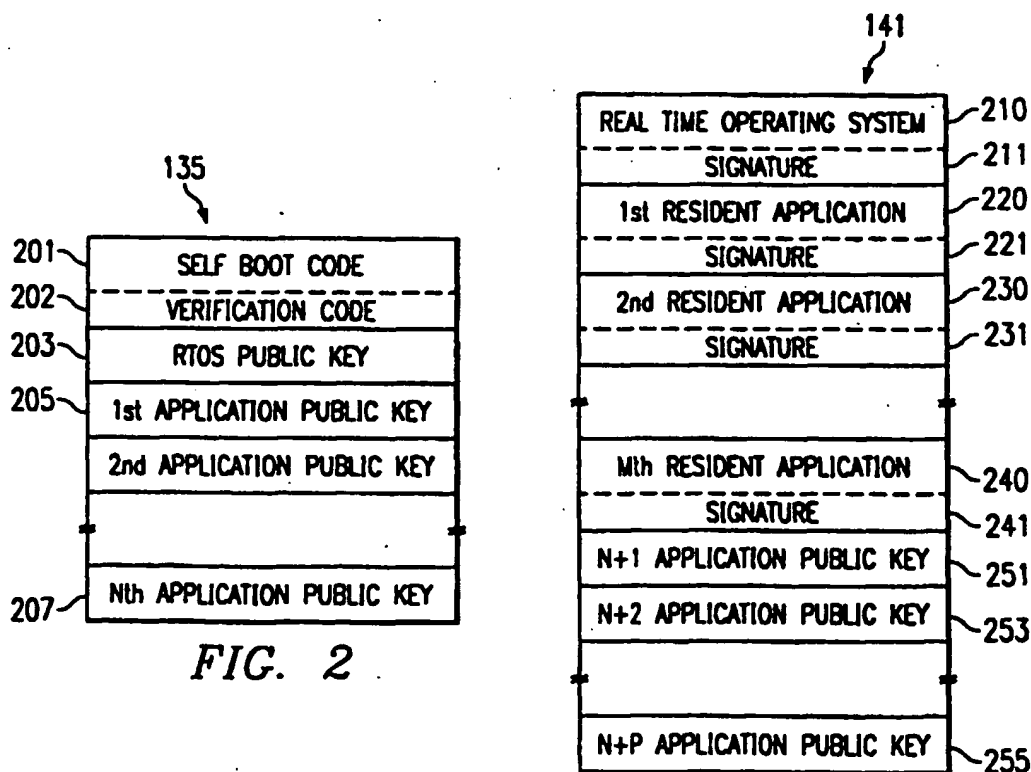 135
201
SELF BOOT CODE
202
VERIFICATION CODE
203
RTOS PUBLIC KEY
205
1st APPLICATION PUBLIC KEY
2nd APPLICATION PUBLIC KEY
207
Nth APPLICATION PUBLIC KEY
FIG. 2
141
REAL TIME OPERATING SYSTEM
210
SIGNATURE
211
1st RESIDENT APPLICATION
220
SIGNATURE
221
2nd RESIDENT APPLICATION
230
SIGNATURE
231
Mth RESIDENT APPLICATION
240
SIGNATURE
241
N+1 APPLICATION PUBLIC KEY
251
N+2 APPLICATION PUBLIC KEY
253
N+P APPLICATION PUBLIC KEY
255